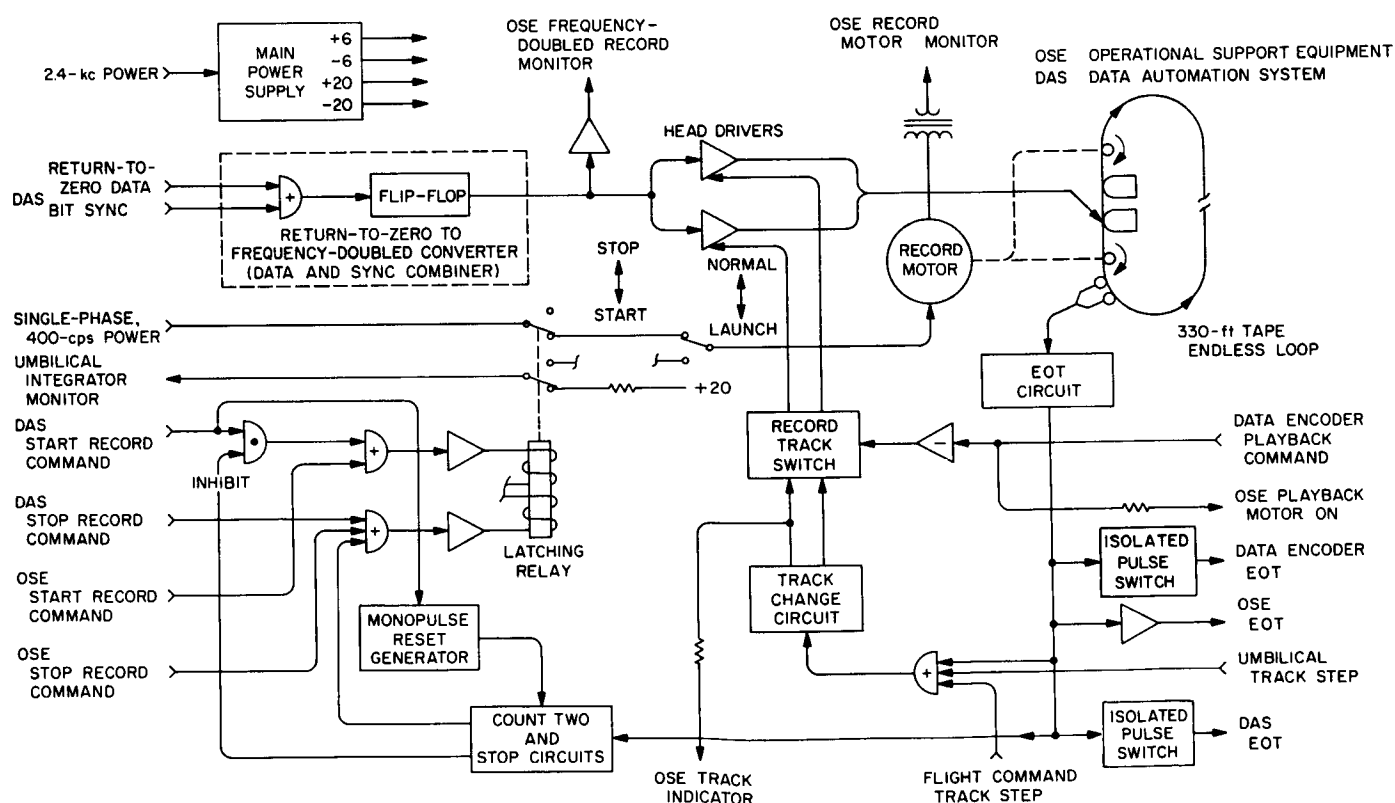 OSE FREQUENCY-
DOUBLED RECORD
MONITOR
OSE RECORD
MOTOR MONITOR
OSE OPERATIONAL SUPPORT EQUIPMENT
DAS DATA AUTOMATION SYSTEM
2.4-kc POWER
MAIN
POWER
SUPPLY
+6
-6
+20
-20
HEAD DRIVERS
RETURN-TO-
ZERO DATA
DAS
BIT SYNC
+
FLIP-FLOP
RETURN-TO-ZERO TO
FREQUENCY-DOUBLED CONVERTER
(DATA AND SYNC COMBINER)
STOP
START
NORMAL
LAUNCH
RECORD
MOTOR
SINGLE-PHASE,
400-cps POWER
330-ft TAPE
ENDLESS LOOP
UMBILICAL
INTEGRATOR
MONITOR
+20
EOT
CIRCUIT
DAS
START RECORD
COMMAND
INHIBIT
+
RECORD
TRACK
SWITCH
−
DATA ENCODER
PLAYBACK
COMMAND
DAS
STOP RECORD
COMMAND
+
LATCHING
RELAY
OSE PLAYBACK
MOTOR ON
ISOLATED
PULSE
SWITCH
DATA ENCODER
EOT
OSE
START RECORD
COMMAND
TRACK
CHANGE
CIRCUIT
MONOPULSE
RESET
GENERATOR
OSE
EOT
OSE
STOP RECORD
COMMAND
+
UMBILICAL
TRACK STEP
COUNT TWO
AND
STOP CIRCUITS
ISOLATED
PULSE
SWITCH
DAS
EOT
OSE TRACK
INDICATOR
FLIGHT COMMAND
TRACK STEP